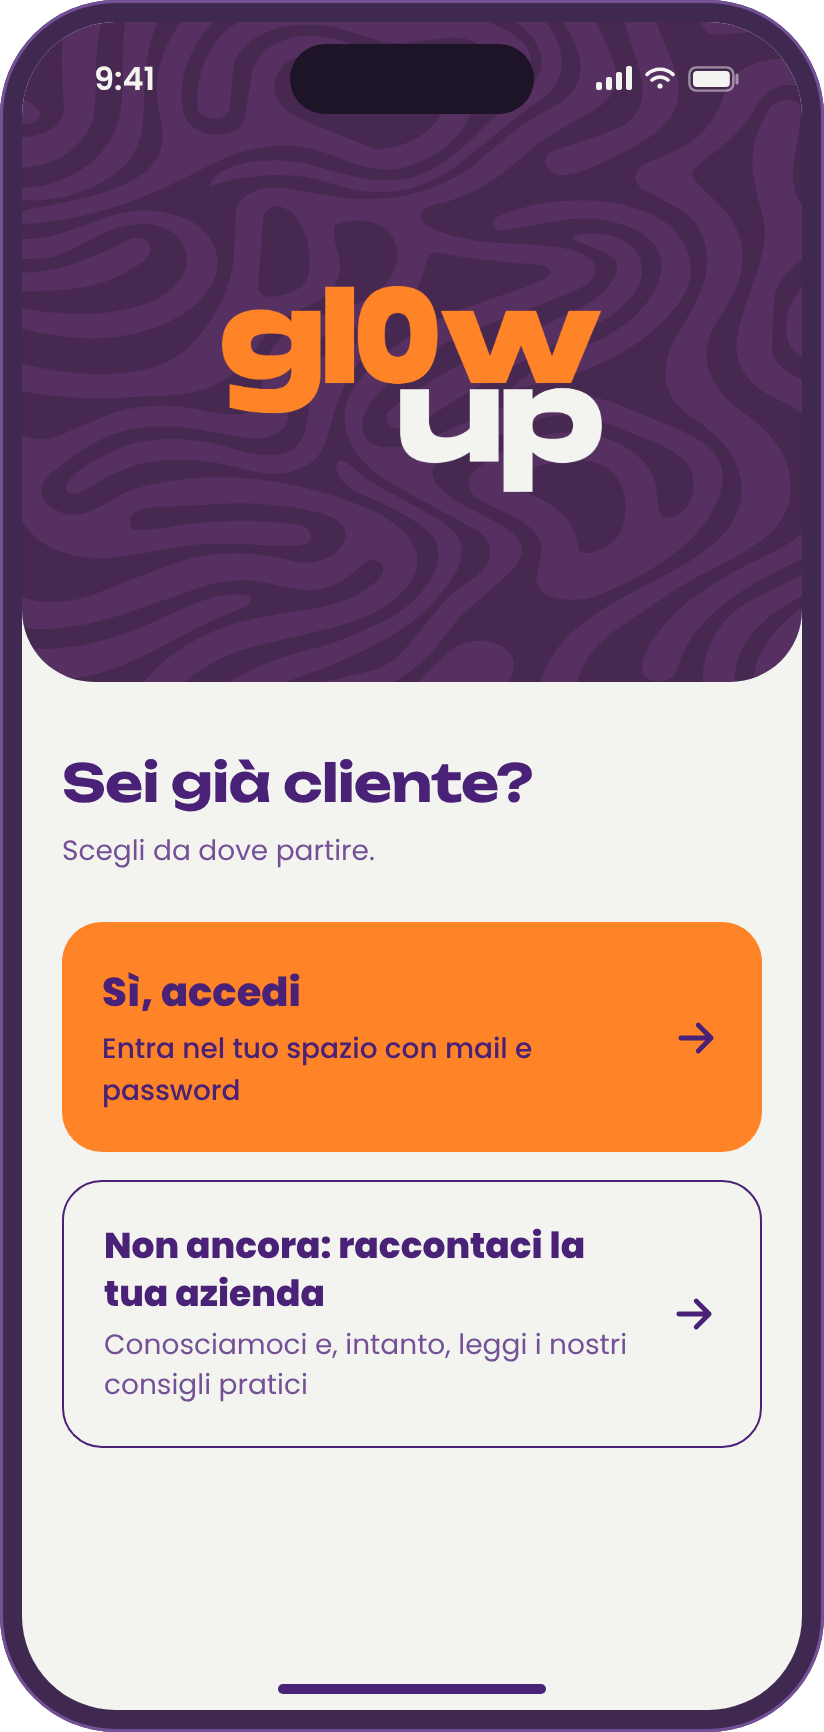 9:41
gl0w
up
Sei già cliente?
Scegli da dove partire.
Sì, accedi
Entra nel tuo spazio con mail e
password
Non ancora: raccontaci la
tua azienda
Conosciamoci e, intanto, leggi i nostri
consigli pratici